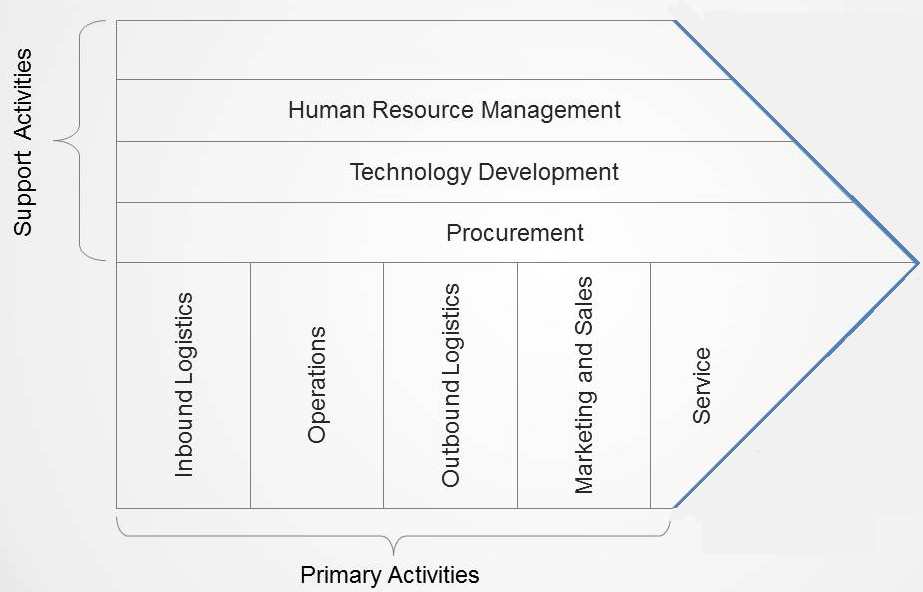 Support Activities
Human Resource Management
Technology Development
Procurement
Inbound Logistics
Operations
Outbound Logistics
Marketing and Sales
Service
Primary Activities